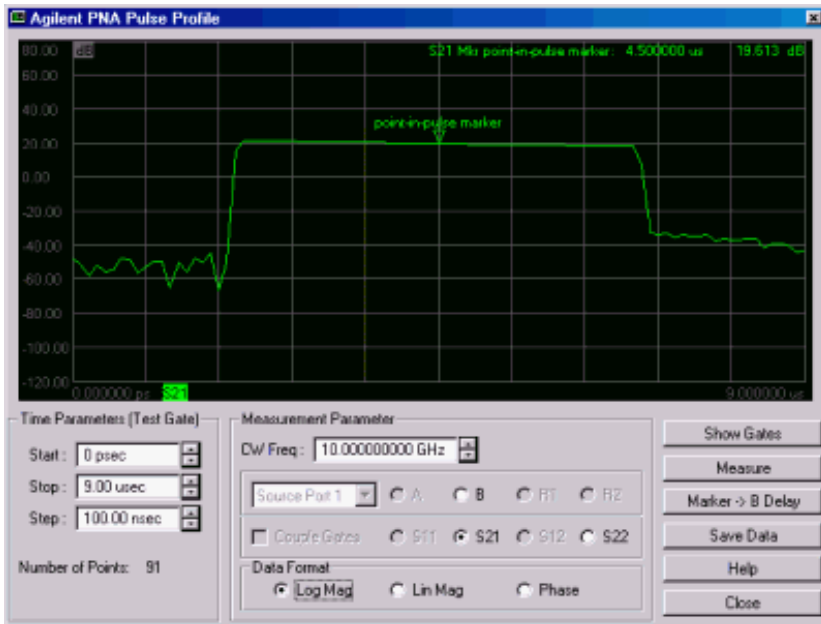 Agilent PNA Pulse Profile
80.00 dB S21 Mkr point-in-pulse marker: 4.500000 us 19.613 dB
60.00
40.00
point-in-pulse marker
20.00
0.00
-20.00
-40.00
-60.00
-80.00
-100.00
-120.00
0.000000 ps S21 9.000000 us
Time Parameters (Test Gate)
Start: 0 psec
Stop: 9.00 usec
Step: 100.00 nsec
Number of Points: 91
Measurement Parameter
CW Freq: 10.000000000 GHz
Source Port 1 A B R1 R2
Couple Gates S11 S21 S12 S22
Data Format
Log Mag Lin Mag Phase
Show Gates
Measure
Marker -> B Delay
Save Data
Help
Close